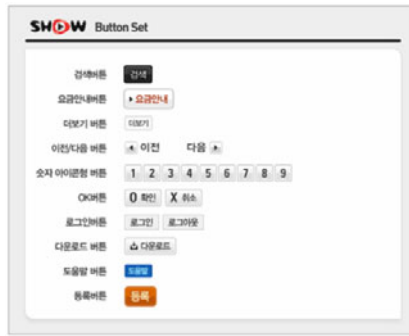 SHOW Button Set
검색버튼 검색
요금안내버튼 요금안내
더보기 버튼 더보기
이전/다음 버튼 이전 다음
숫자 아이콘형 버튼 1 2 3 4 5 6 7 8 9
OK버튼 O 확인 X 취소
로그인버튼 로그인 로그아웃
다운로드 버튼 다운로드
도움말 버튼 도움말
등록버튼 등록